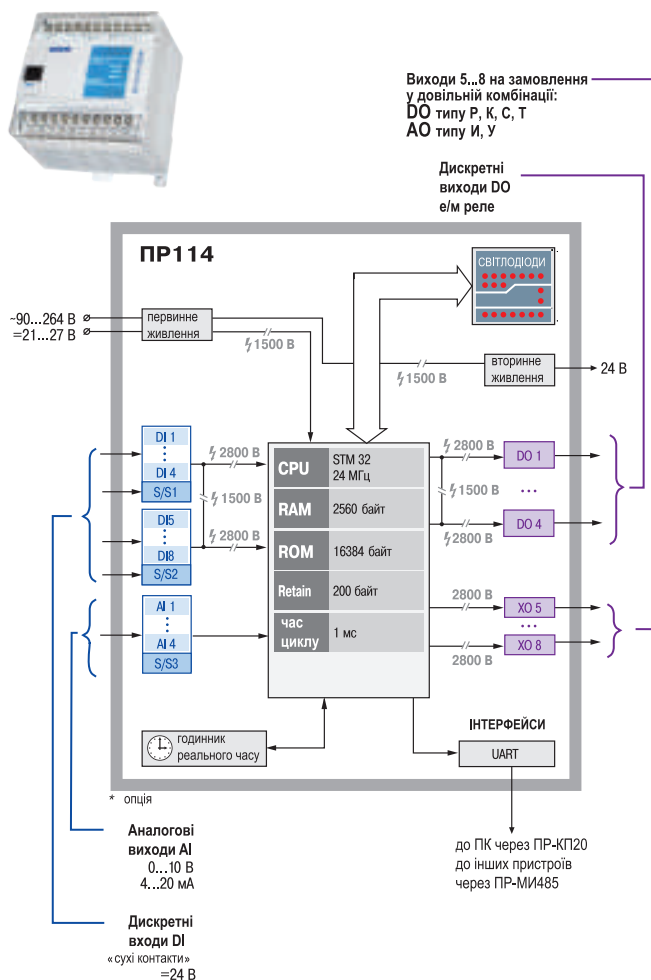 Виходи 5...8 на замовлення
у довільній комбінації:
DO типу Р, К, С, Т
АО типу И, У
Дискретні
виходи DO
е/м реле
ПР114
СВІТЛОДІОДИ
~90...264 В
=21...27 В
первинне
живлення
1500 В
1500 В
вторинне
живлення
24 В
DI 1
DI 4
S/S1
2800 В
1500 В
DI5
DI8
S/S2
2800 В
AI 1
AI 4
S/S3
CPU
STM 32
24 МГц
RAM
2560 байт
ROM
16384 байт
Retain
200 байт
час
циклу
1 мс
2800 В
DO 1
1500 В
...
2800 В
DO 4
2800 В
XO 5
...
XO 8
2800 В
годинник
реального часу
ІНТЕРФЕЙСИ
UART
* опція
Аналогові
виходи AI
0...10 В
4...20 мА
до ПК через ПР-КП20
до інших пристроїв
через ПР-МИ485
Дискретні
входи DI
«сухі контакти»
=24 В